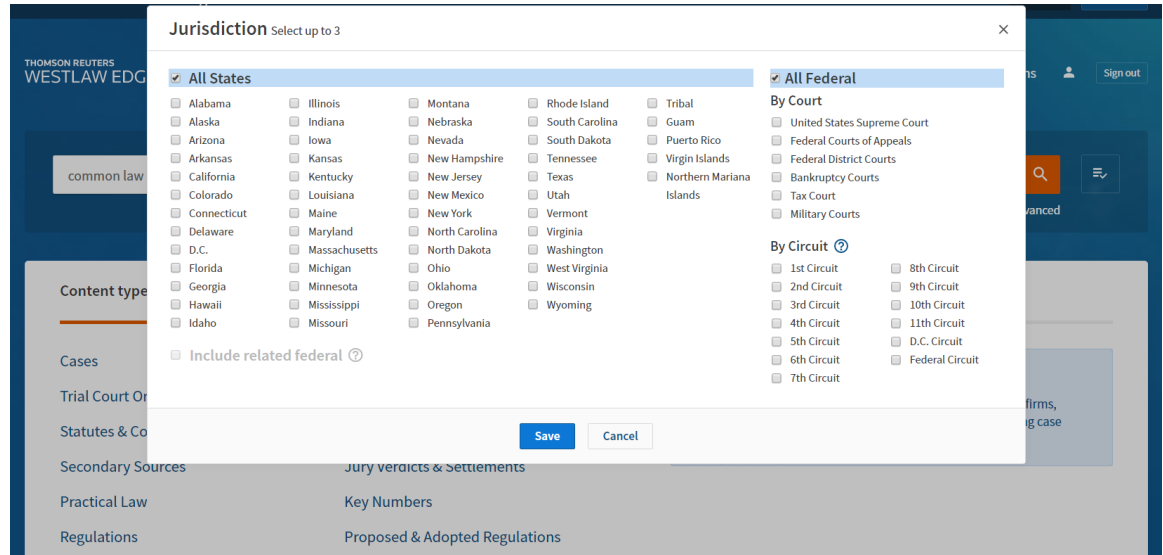 Jurisdiction Select up to 3
THOMSON REUTERS
WESTLAW EDG
Sign out
All States
Alabama
Alaska
Arizona
Arkansas
California
Colorado
Connecticut
Delaware
D.C.
Florida
Georgia
Hawaii
Idaho
Illinois
Indiana
Iowa
Kansas
Kentucky
Louisiana
Maine
Maryland
Massachusetts
Michigan
Minnesota
Mississippi
Missouri
Montana
Nebraska
Nevada
New Hampshire
New Jersey
New Mexico
New York
North Carolina
North Dakota
Ohio
Oklahoma
Oregon
Pennsylvania
Rhode Island
South Carolina
South Dakota
Tennessee
Texas
Utah
Vermont
Virginia
Washington
West Virginia
Wisconsin
Wyoming
Tribal
Guam
Puerto Rico
Virgin Islands
Northern Mariana
Islands
Include related federal
All Federal
By Court
United States Supreme Court
Federal Courts of Appeals
Federal District Courts
Bankruptcy Courts
Tax Court
Military Courts
By Circuit
1st Circuit
2nd Circuit
3rd Circuit
4th Circuit
5th Circuit
6th Circuit
7th Circuit
8th Circuit
9th Circuit
10th Circuit
11th Circuit
D.C. Circuit
Federal Circuit
Save Cancel
common law
vanced
Content type
Cases
Trial Court Or
Statutes & Co
Secondary Sources
Practical Law
Regulations
Jury Verdicts & Settlements
Key Numbers
Proposed & Adopted Regulations
firms,
ig case